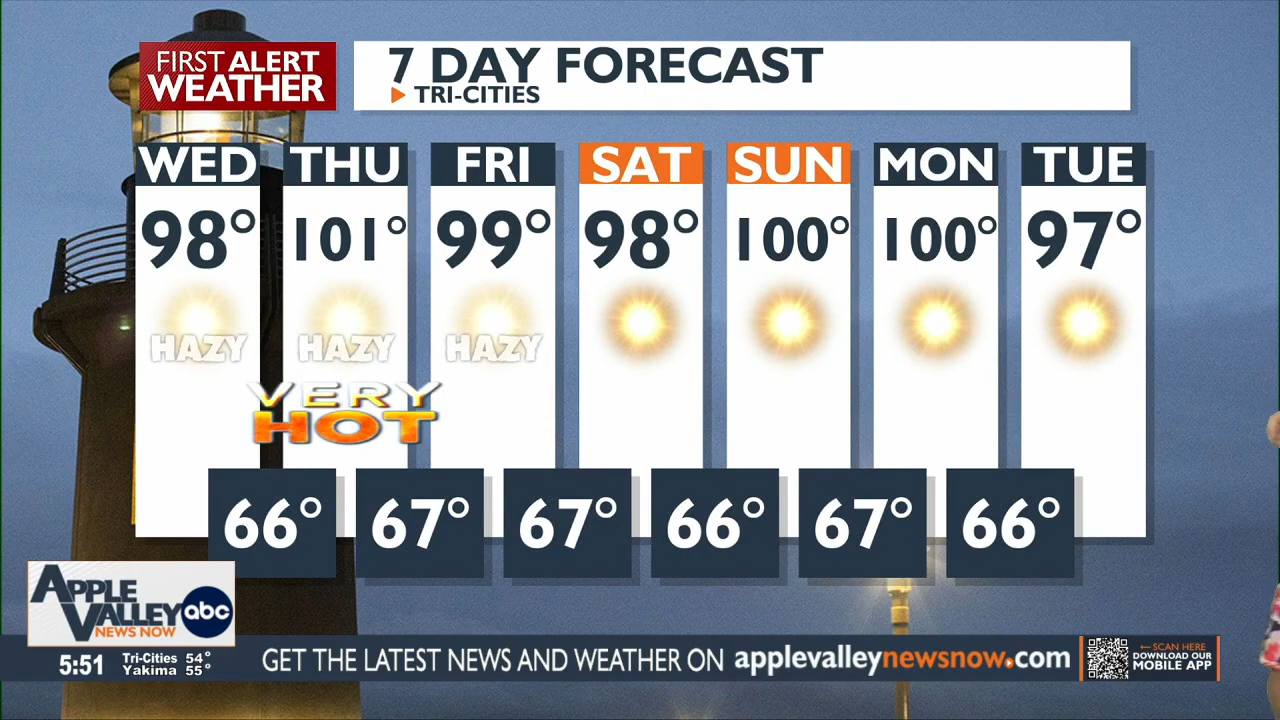 FIRST ALERT
WEATHER
7 DAY FORECAST
TRI-CITIES
WED THU FRI SAT SUN MON TUE
98° 101° 99° 98° 100° 100° 97°
HAZY HAZY HAZY
VERY
HOT
66° 67° 67° 66° 67° 66°
APPLE
VALLEY abc
NEWS NOW
5:51
Tri-Cities 54°
Yakima 55°
GET THE LATEST NEWS AND WEATHER ON applevalleynewsnow.com
←SCAN HERE
DOWNLOAD OUR
MOBILE APP